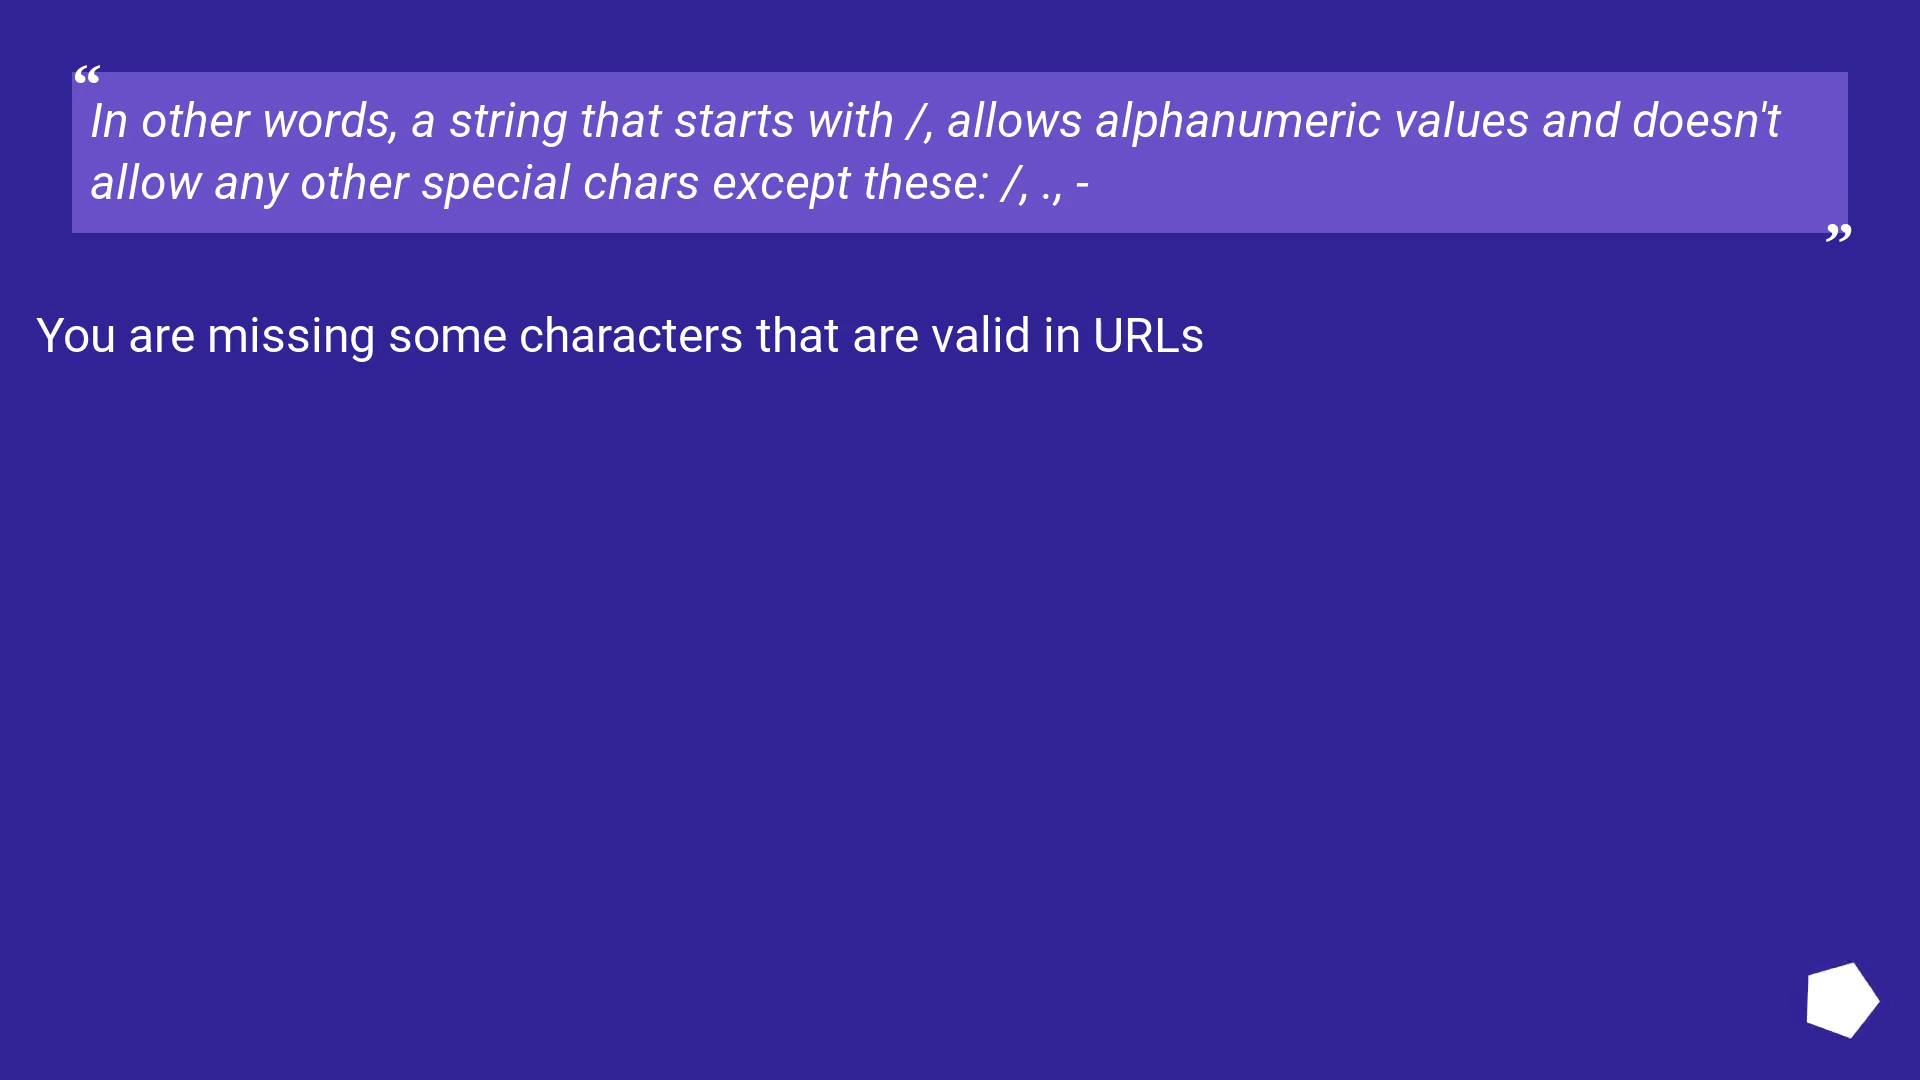 “
In other words, a string that starts with /, allows alphanumeric values and doesn't
allow any other special chars except these: /, ., -
”
You are missing some characters that are valid in URLs